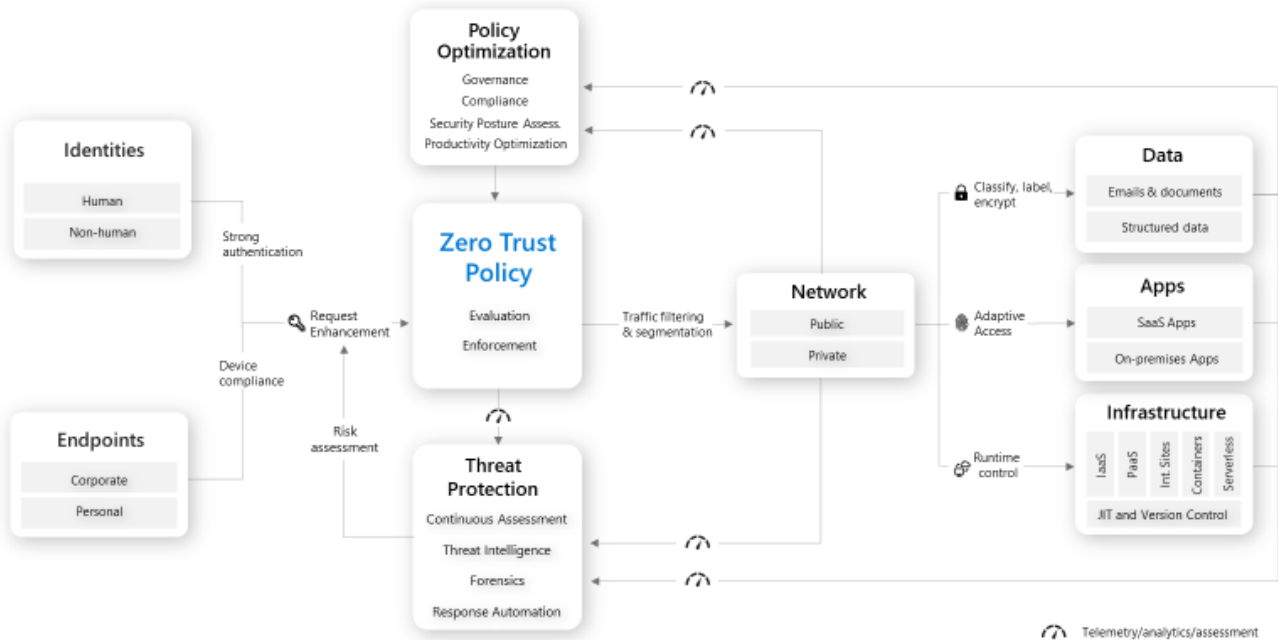 Policy
Optimization
Governance
Compliance
Security Posture Assess.
Productivity Optimization
Identities
Human
Non-human
Strong
authentication
Request
Enhancement
Device
compliance
Endpoints
Corporate
Personal
Risk
assessment
Zero Trust
Policy
Evaluation
Enforcement
Threat
Protection
Continuous Assessment
Threat Intelligence
Forensics
Response Automation
Traffic filtering
& segmentation
Network
Public
Private
Classify, label,
encrypt
Adaptive
Access
Runtime
control
Data
Emails & documents
Structured data
Apps
SaaS Apps
On-premises Apps
Infrastructure
IaaS
PaaS
Int. Sites
Containers
Serverless
JIT and Version Control
Telemetry/analytics/assessment